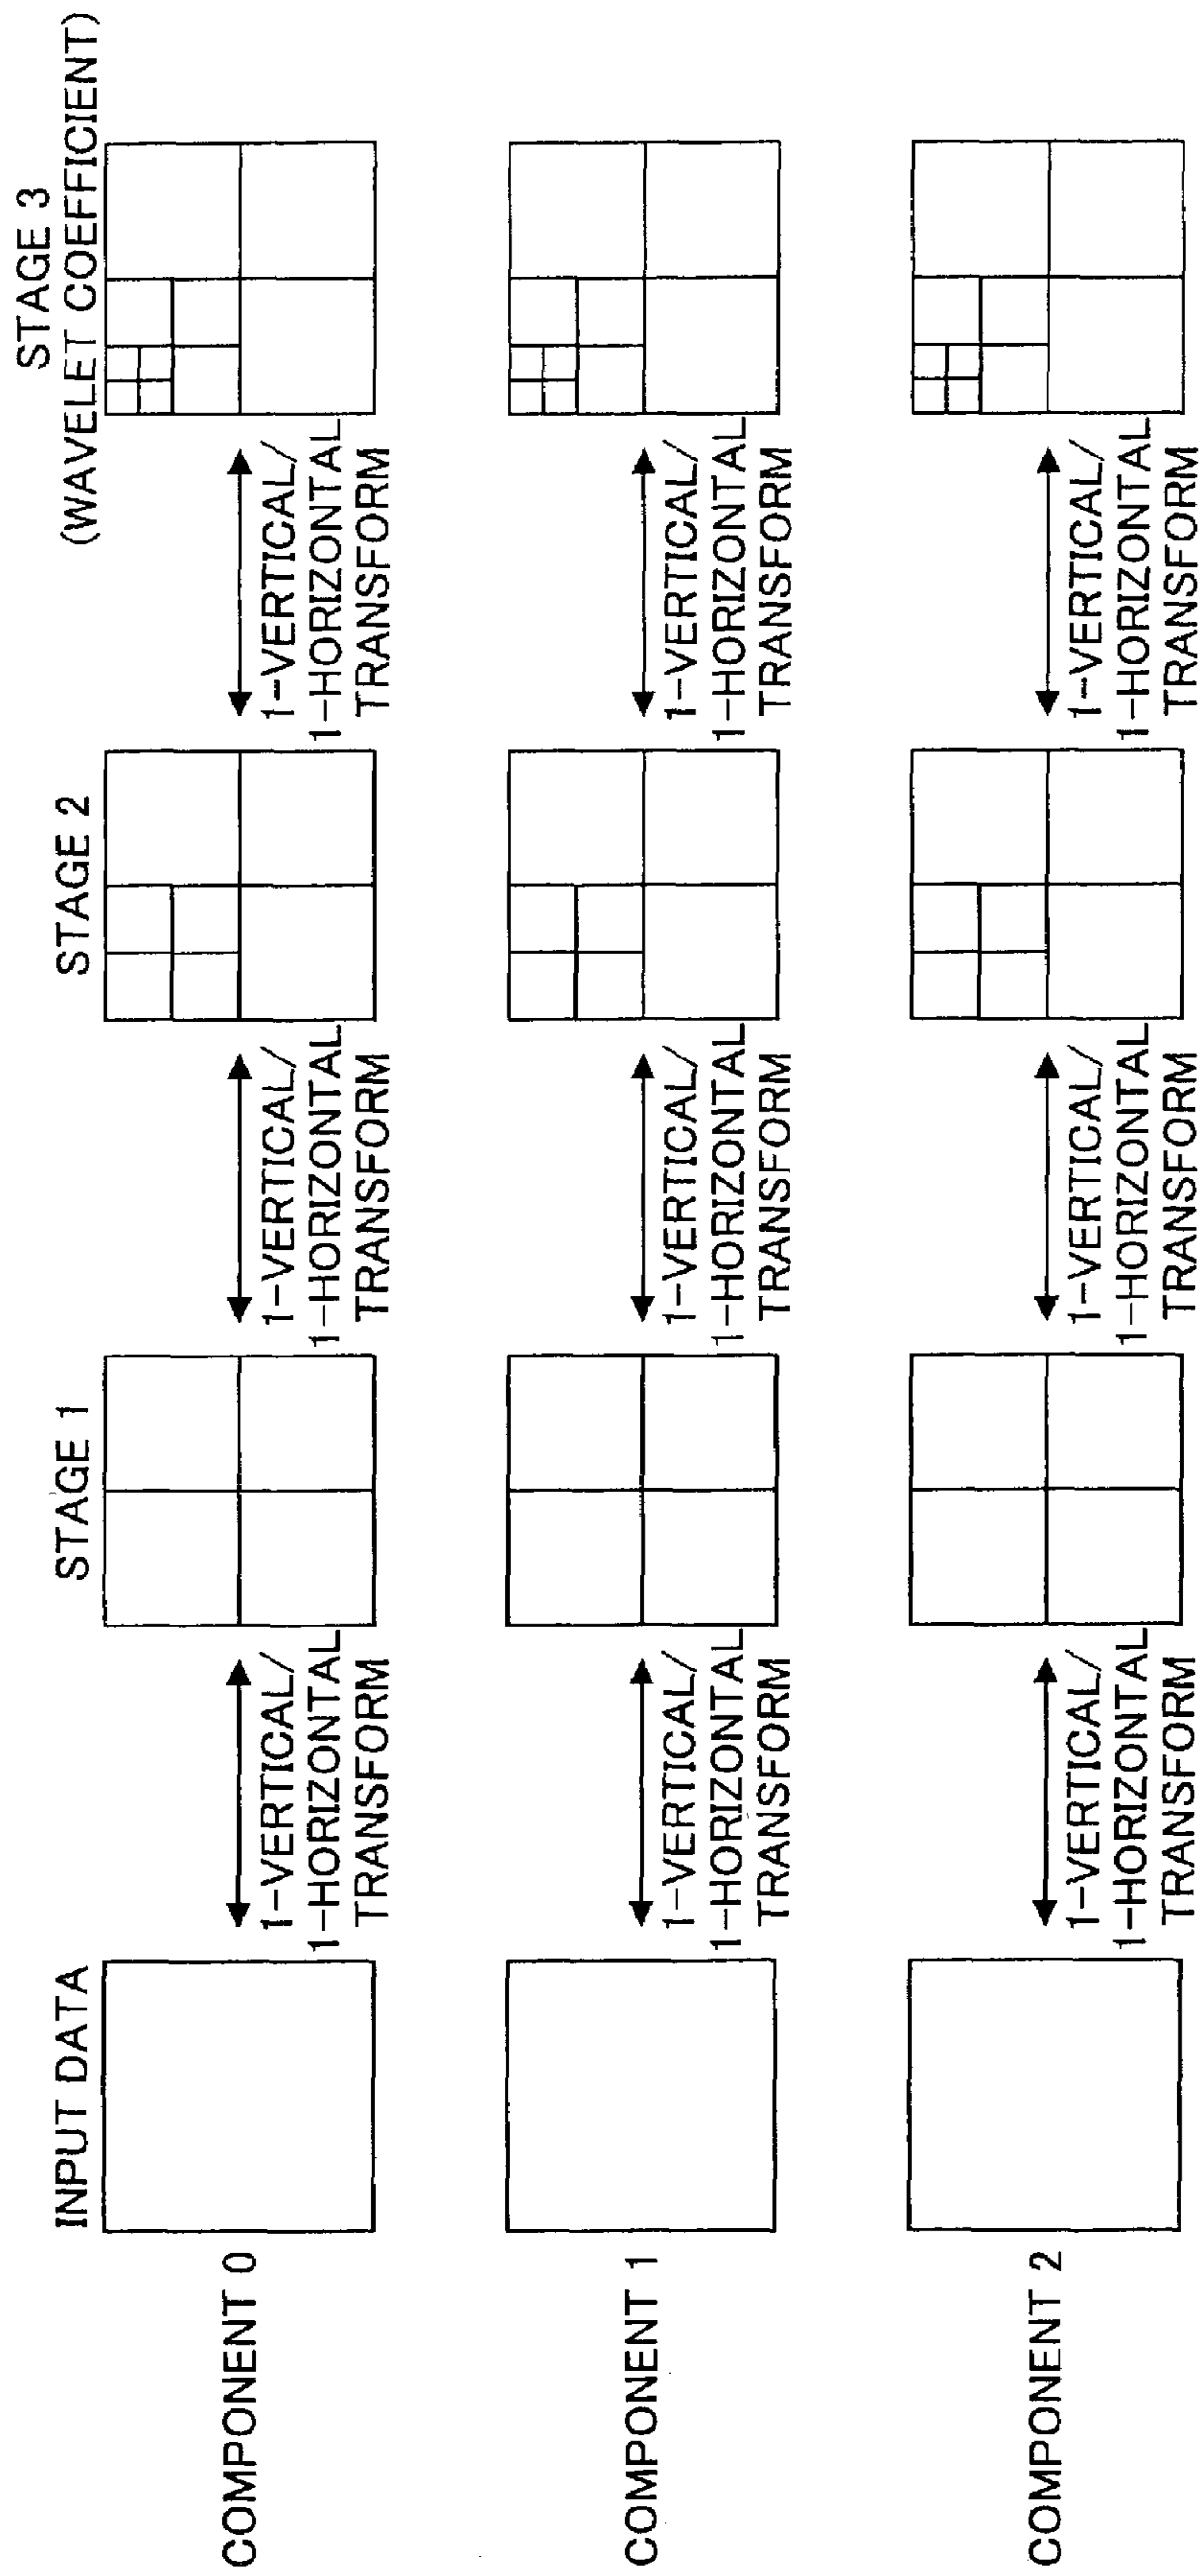 INPUT DATA
STAGE 1
STAGE 2
STAGE 3
(WAVELET COEFFICIENT)
COMPONENT 0
1-VERTICAL/
1-HORIZONTAL
TRANSFORM
1-VERTICAL/
1-HORIZONTAL
TRANSFORM
1-VERTICAL/
1-HORIZONTAL
TRANSFORM
COMPONENT 1
1-VERTICAL/
1-HORIZONTAL
TRANSFORM
1-VERTICAL/
1-HORIZONTAL
TRANSFORM
1-VERTICAL/
1-HORIZONTAL
TRANSFORM
COMPONENT 2
1-VERTICAL/
1-HORIZONTAL
TRANSFORM
1-VERTICAL/
1-HORIZONTAL
TRANSFORM
1-VERTICAL/
1-HORIZONTAL
TRANSFORM